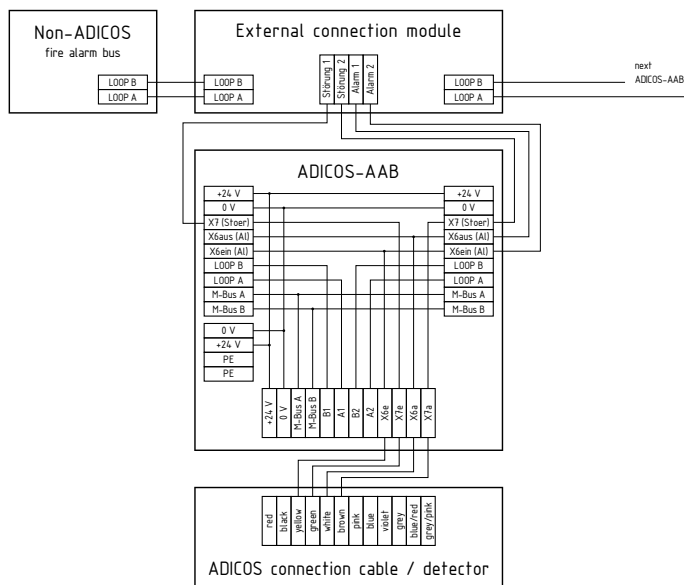 Non-ADICOS
fire alarm bus
LOOP B
LOOP A
External connection module
LOOP B
LOOP A
Störung 1
Störung 2
Alarm 1
Alarm 2
LOOP B
LOOP A
next
ADICOS-AAB
ADICOS-AAB
+24 V
0 V
X7 (Stoer)
X6aus (Al)
X6ein (Al)
LOOP B
LOOP A
M-Bus A
M-Bus B
0 V
+24 V
PE
PE
+24 V
0 V
X7 (Stoer)
X6aus (Al)
X6ein (Al)
LOOP B
LOOP A
M-Bus A
M-Bus B
+24 V
0 V
M-Bus A
M-Bus B
B1
A1
B2
A2
X6e
X7e
X6a
X7a
red
black
yellow
green
white
brown
pink
blue
violet
grey
blue/red
grey/pink
ADICOS connection cable / detector